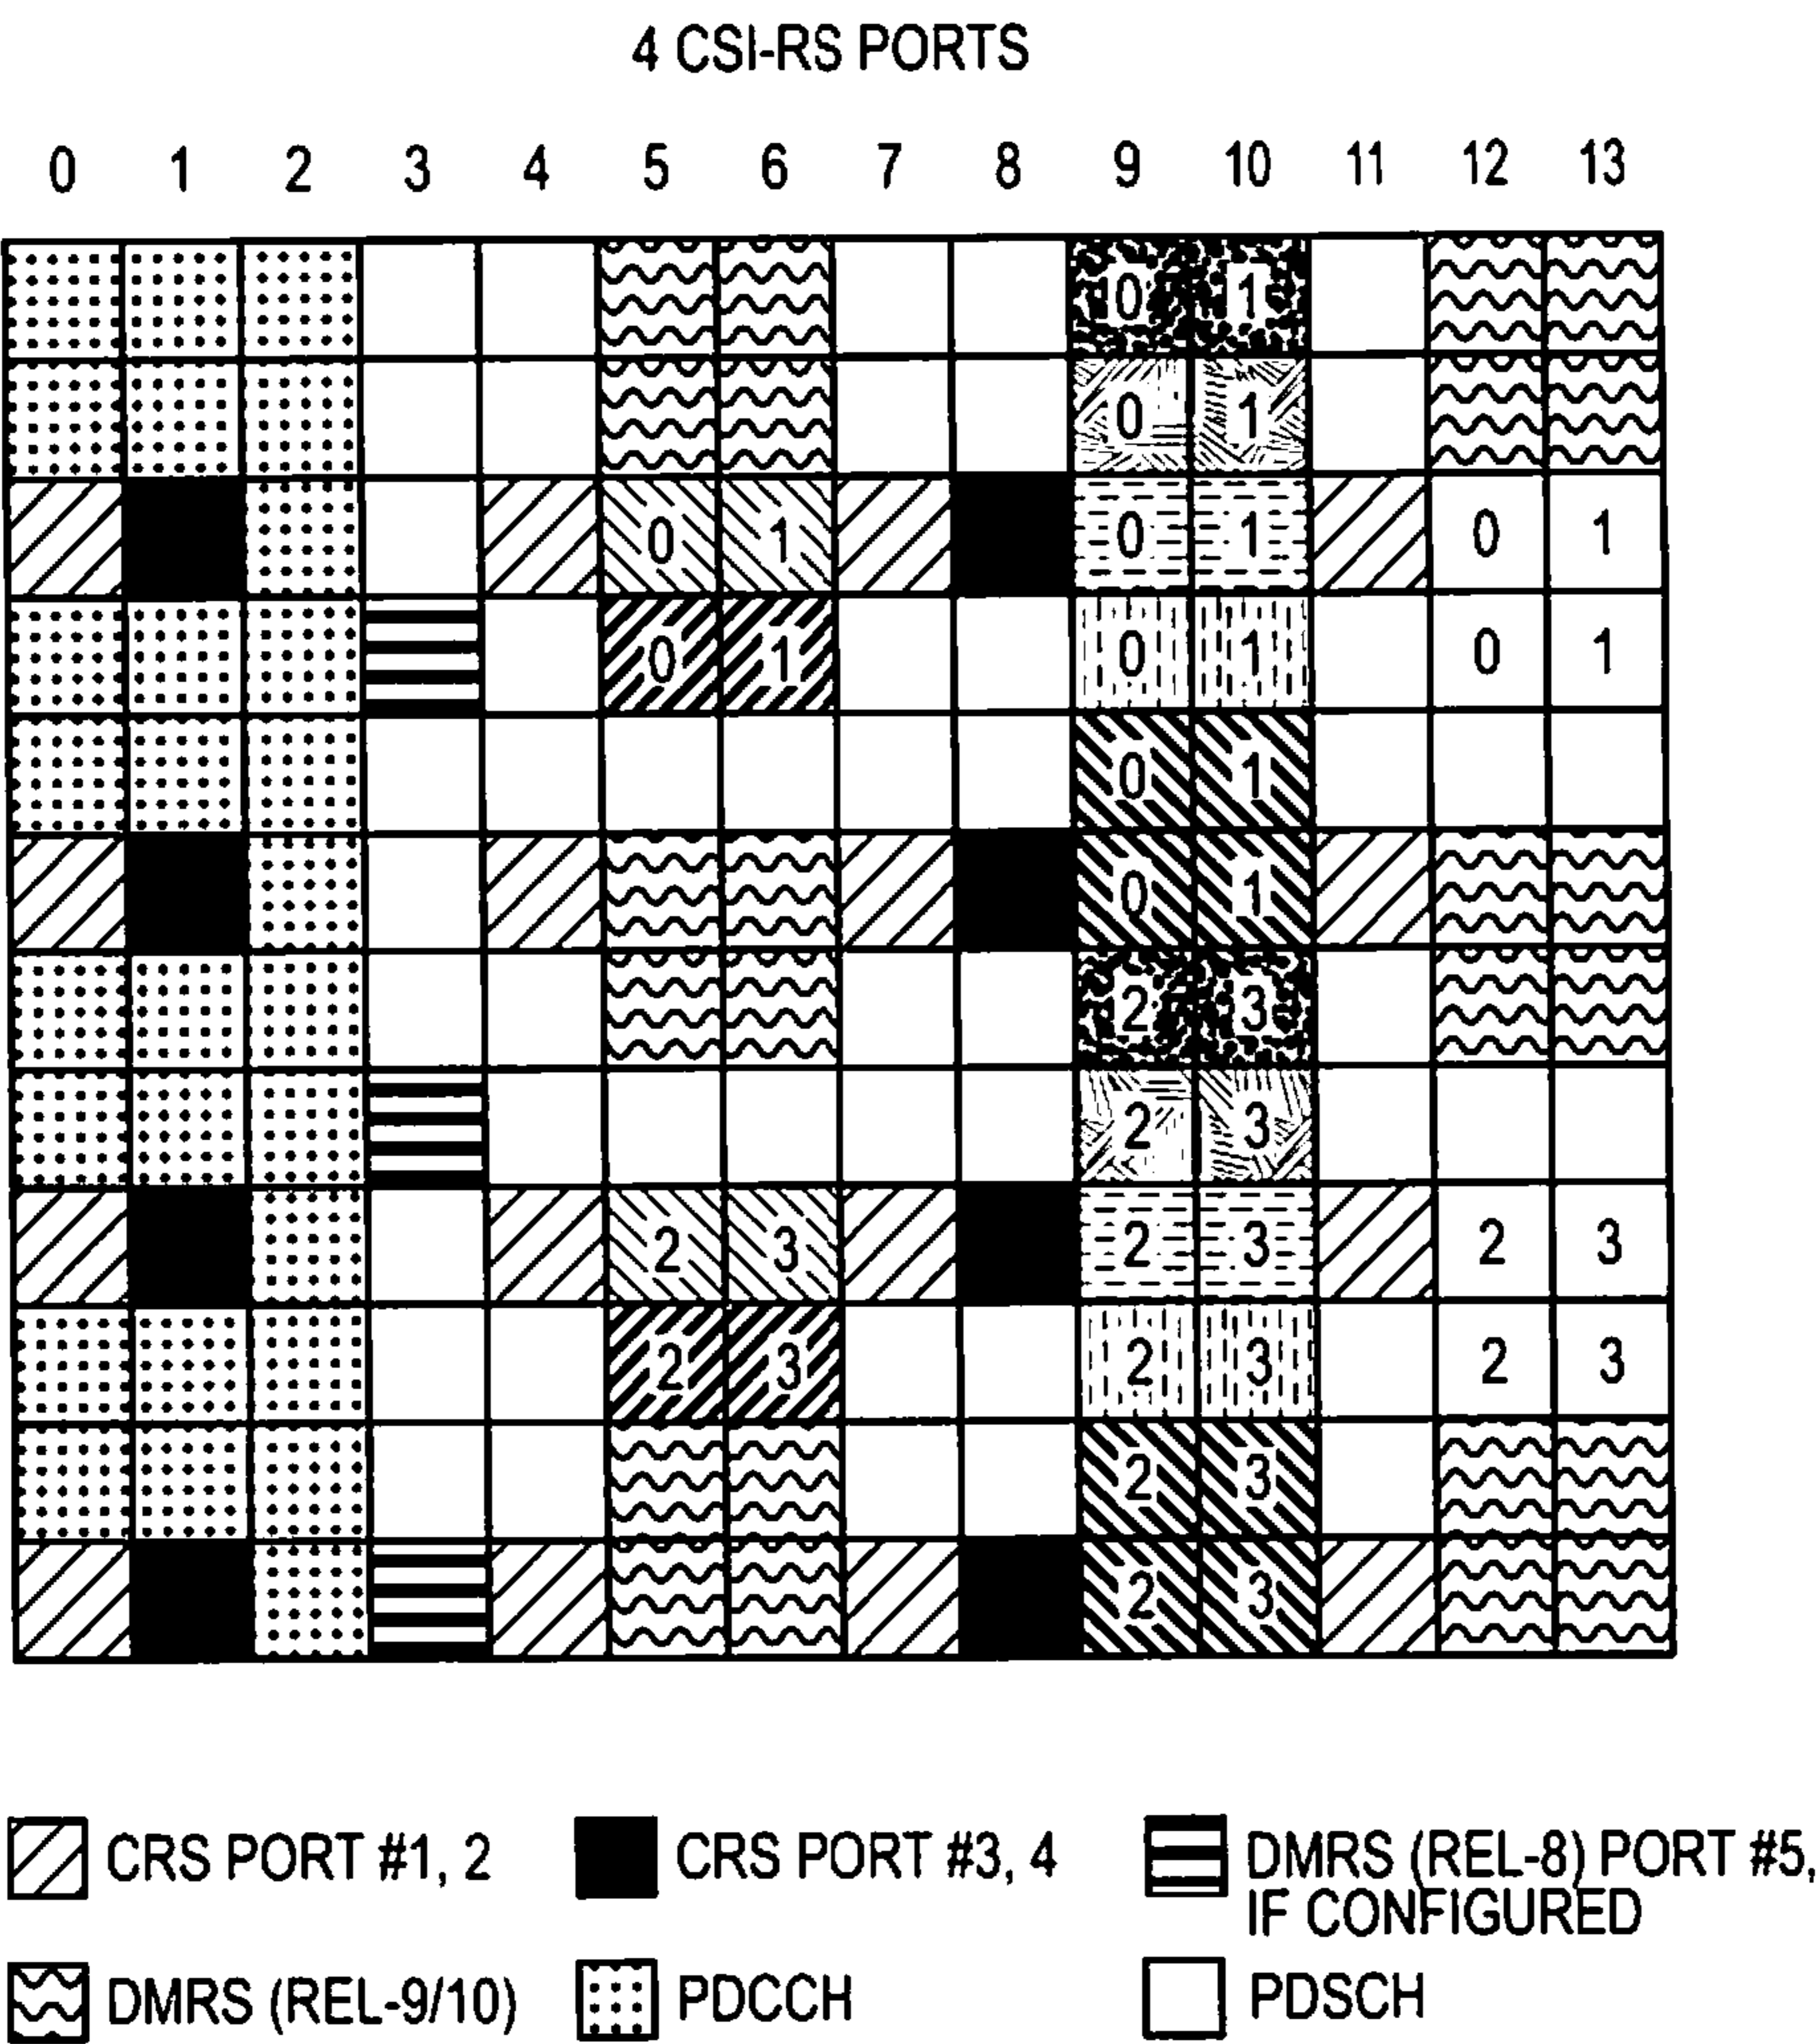 4 CSI-RS PORTS
0 1 2 3 4 5 6 7 8 9 10 11 12 13
0 1
0 1
0 1 0 1 0 1
0 1 0 1 0 1
0 1
0 1
2 3
2 3
2 3 2 3 2 3
2 3 2 3 2 3
2 3
2 3
CRS PORT #1, 2 CRS PORT #3, 4 DMRS (REL-8) PORT #5,
IF CONFIGURED
DMRS (REL-9/10) PDCCH PDSCH